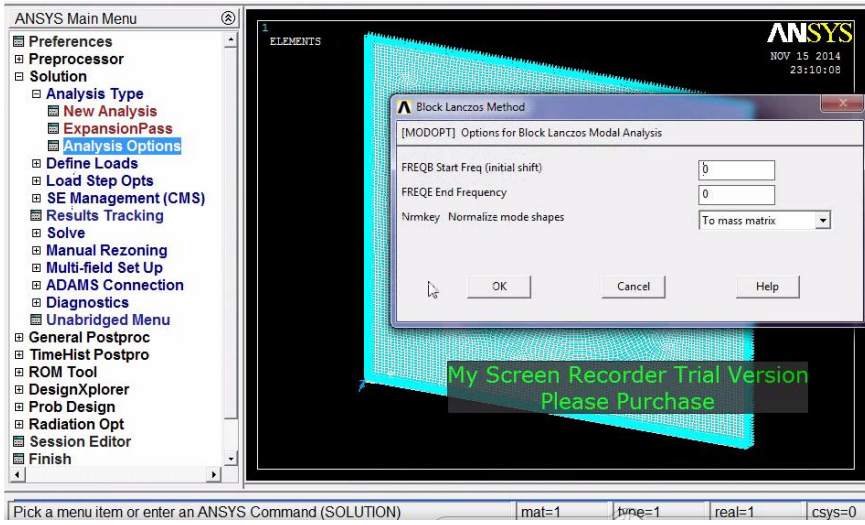 ANSYS Main Menu
Preferences
Preprocessor
Solution
Analysis Type
New Analysis
ExpansionPass
Analysis Options
Define Loads
Load Step Opts
SE Management (CMS)
Results Tracking
Solve
Manual Rezoning
Multi-field Set Up
ADAMS Connection
Diagnostics
Unabridged Menu
General Postproc
TimeHist Postpro
ROM Tool
DesignXplorer
Prob Design
Radiation Opt
Session Editor
Finish
1
ELEMENTS
ANSYS
NOV 15 2014
23:10:08
Block Lanczos Method
[MODOPT] Options for Block Lanczos Modal Analysis
FREQB Start Freq (initial shift) 0
FREQE End Frequency 0
Nrmkey Normalize mode shapes To mass matrix
OK Cancel Help
My Screen Recorder Trial Version
Please Purchase
Pick a menu item or enter an ANSYS Command (SOLUTION) mat=1 type=1 real=1 csys=0